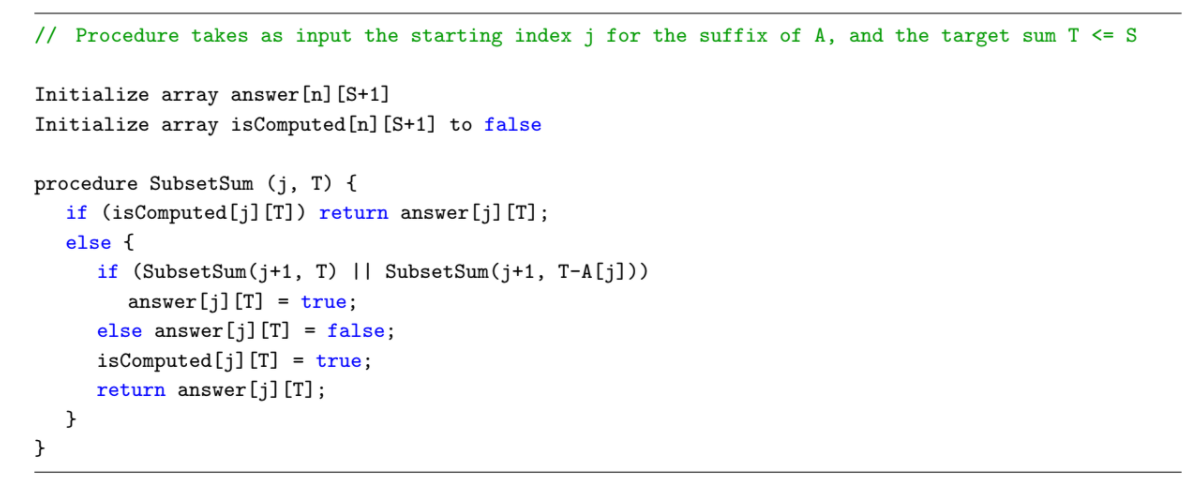 // Procedure takes as input the starting index j for the suffix of A, and the target sum T <= S
Initialize array answer[n][S+1]
Initialize array isComputed[n][S+1] to false
procedure SubsetSum (j, T) {
if (isComputed[j][T]) return answer[j][T];
else {
if (SubsetSum(j+1, T) || SubsetSum(j+1, T-A[j]))
answer[j][T] = true;
else answer[j][T] = false;
isComputed[j][T] = true;
return answer[j][T];
}
}